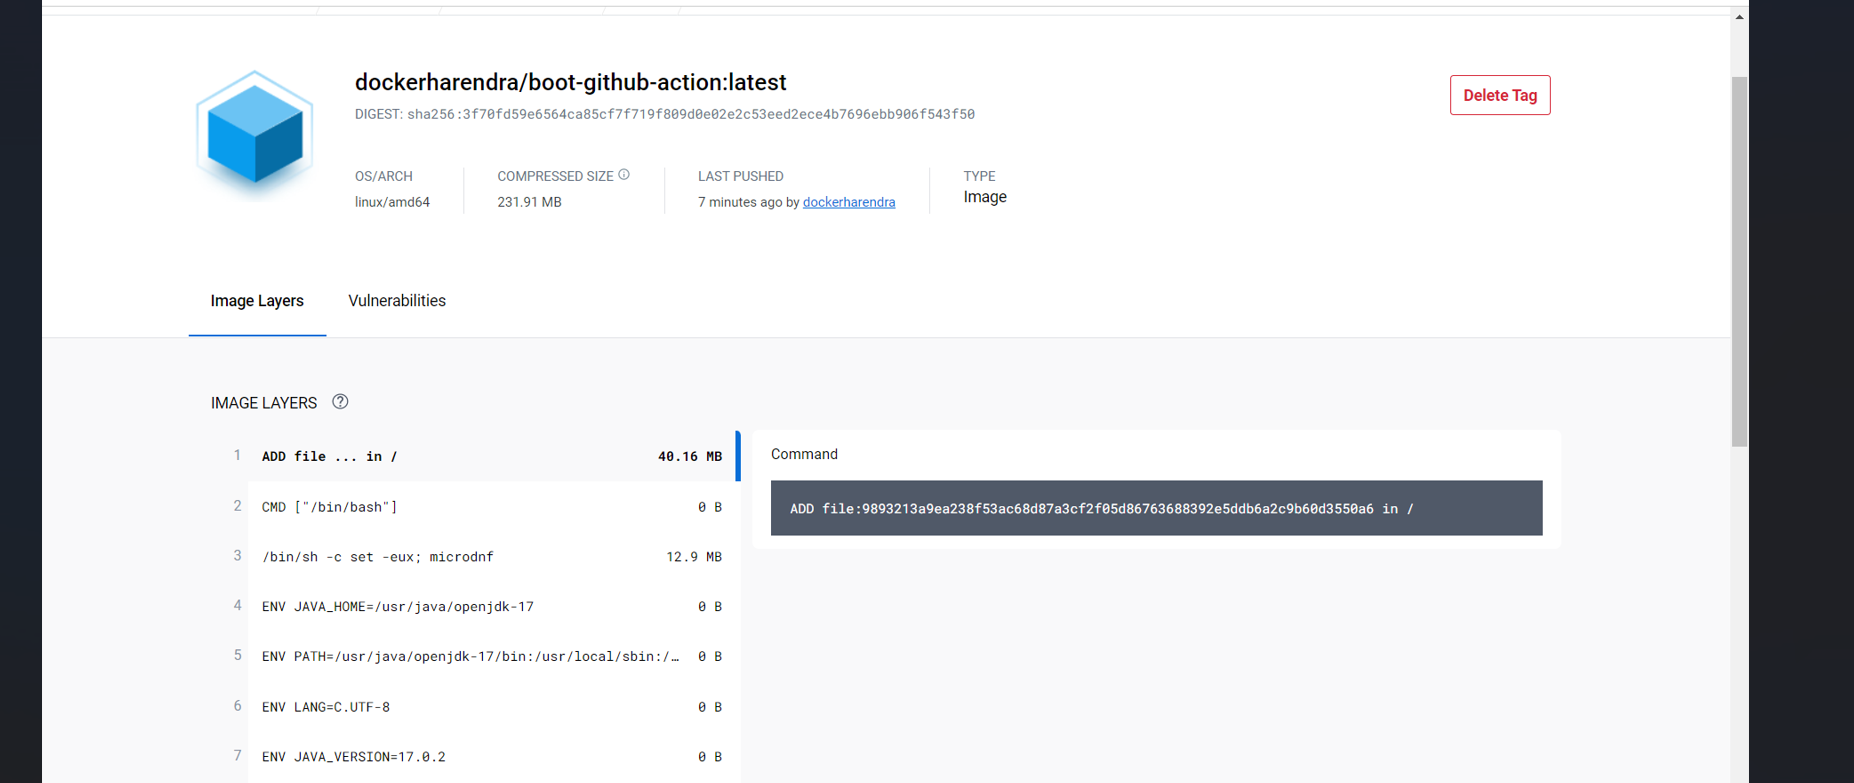 dockerharendra/boot-github-action:latest
Delete Tag
DIGEST: sha256:3f70fd59e6564ca85cf7f719f809d0e02e2c53eed2ece4b7696ebb906f543f50
OS/ARCH
linux/amd64
COMPRESSED SIZE
231.91 MB
LAST PUSHED
7 minutes ago by dockerharendra
TYPE
Image
Image Layers
Vulnerabilities
IMAGE LAYERS
1 ADD file ... in / 40.16 MB
2 CMD ["/bin/bash"] 0 B
3 /bin/sh -c set -eux; microdnf 12.9 MB
4 ENV JAVA_HOME=/usr/java/openjdk-17 0 B
5 ENV PATH=/usr/java/openjdk-17/bin:/usr/local/sbin:/… 0 B
6 ENV LANG=C.UTF-8 0 B
7 ENV JAVA_VERSION=17.0.2 0 B
Command
ADD file:9893213a9ea238f53ac68d87a3cf2f05d86763688392e5ddb6a2c9b60d3550a6 in /